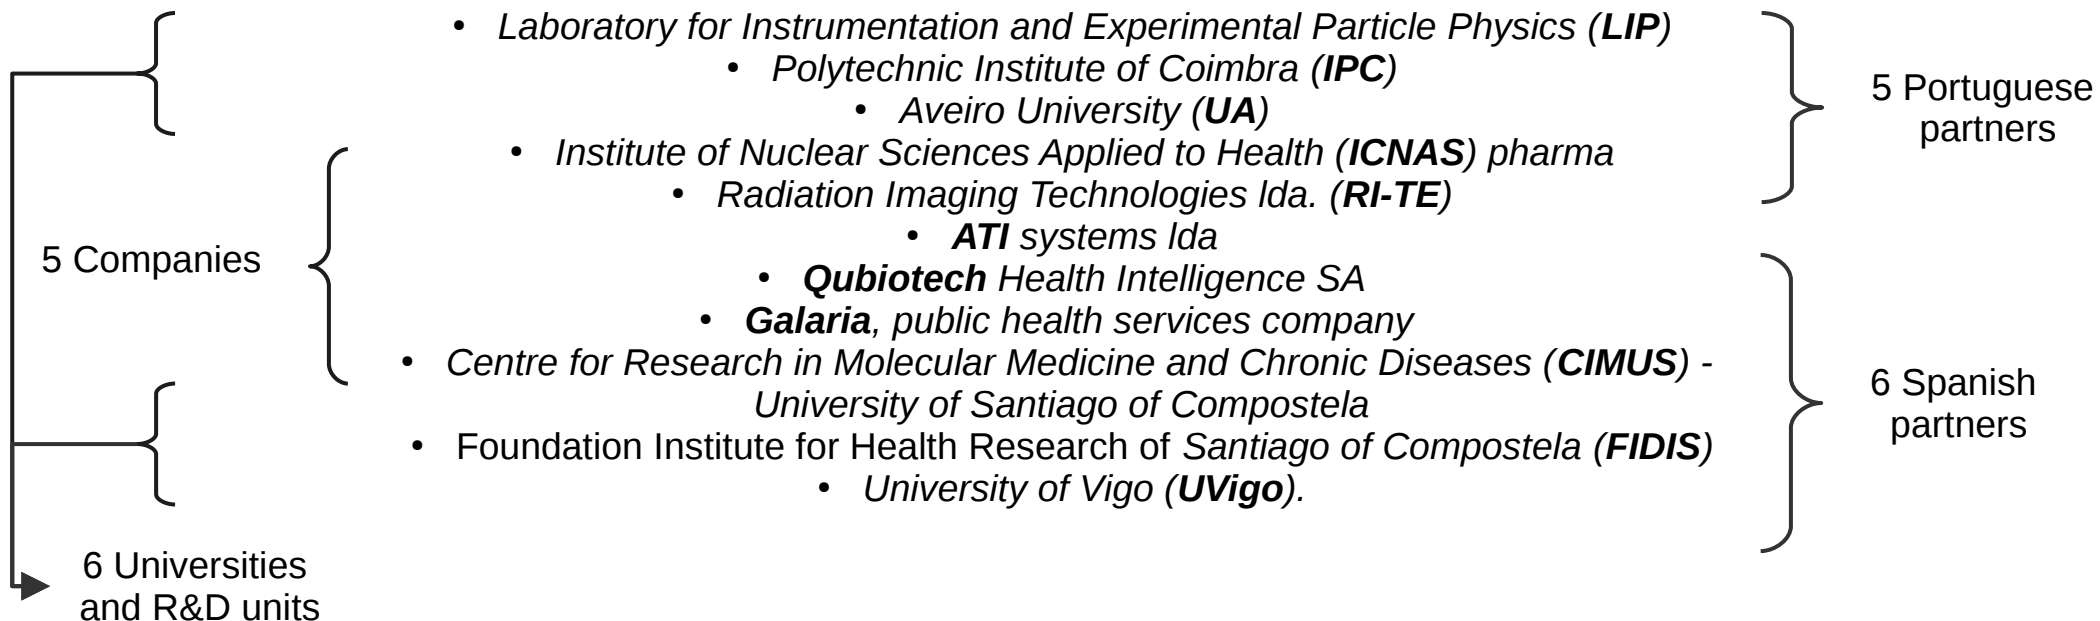 • Laboratory for Instrumentation and Experimental Particle Physics (LIP)
• Polytechnic Institute of Coimbra (IPC)
• Aveiro University (UA)
• Institute of Nuclear Sciences Applied to Health (ICNAS) pharma
• Radiation Imaging Technologies lda. (RI-TE)
• ATI systems lda
• Qubiotech Health Intelligence SA
• Galaria, public health services company
• Centre for Research in Molecular Medicine and Chronic Diseases (CIMUS) -
University of Santiago of Compostela
• Foundation Institute for Health Research of Santiago of Compostela (FIDIS)
• University of Vigo (UVigo).
5 Portuguese
partners
6 Spanish
partners
5 Companies
6 Universities
and R&D units